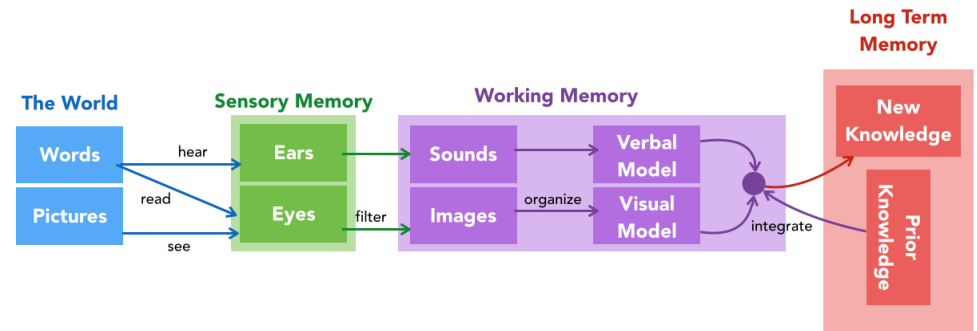 Long Term
Memory
The World
Sensory Memory
Working Memory
Words
Pictures
hear
read
see
Ears
Eyes
filter
Sounds
Images
organize
Verbal
Model
Visual
Model
integrate
New
Knowledge
Prior
Knowledge